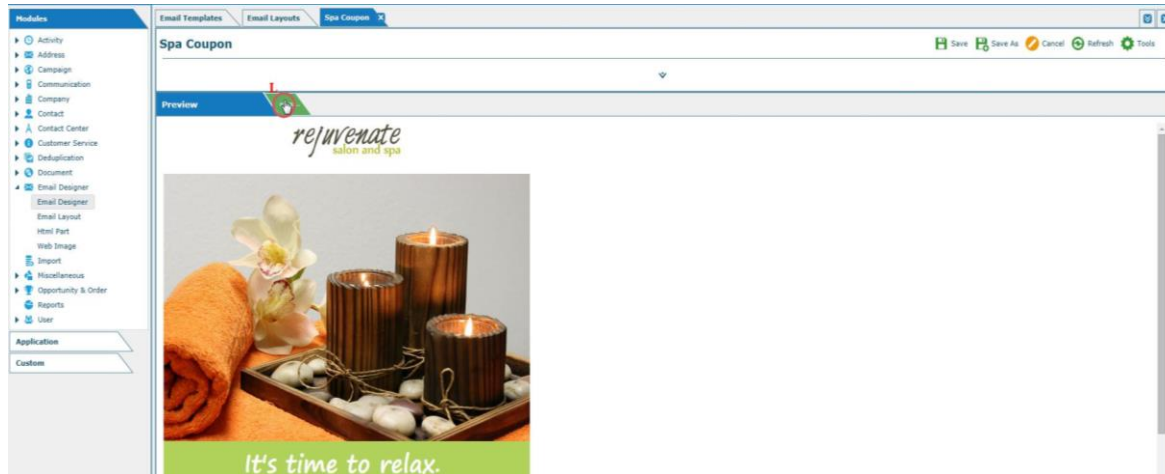 Modules
Activity
Address
Campaign
Communication
Company
Contact
Contact Center
Customer Service
Deduplication
Document
Email Designer
Email Designer
Email Layout
Html Part
Web Image
Import
Miscellaneous
Opportunity & Order
Reports
User
Application
Custom
Email Templates Email Layouts Spa Coupon X
Spa Coupon Save Save As Cancel Refresh Tools
L
Preview
rejuvenate
salon and spa
It's time to relax.